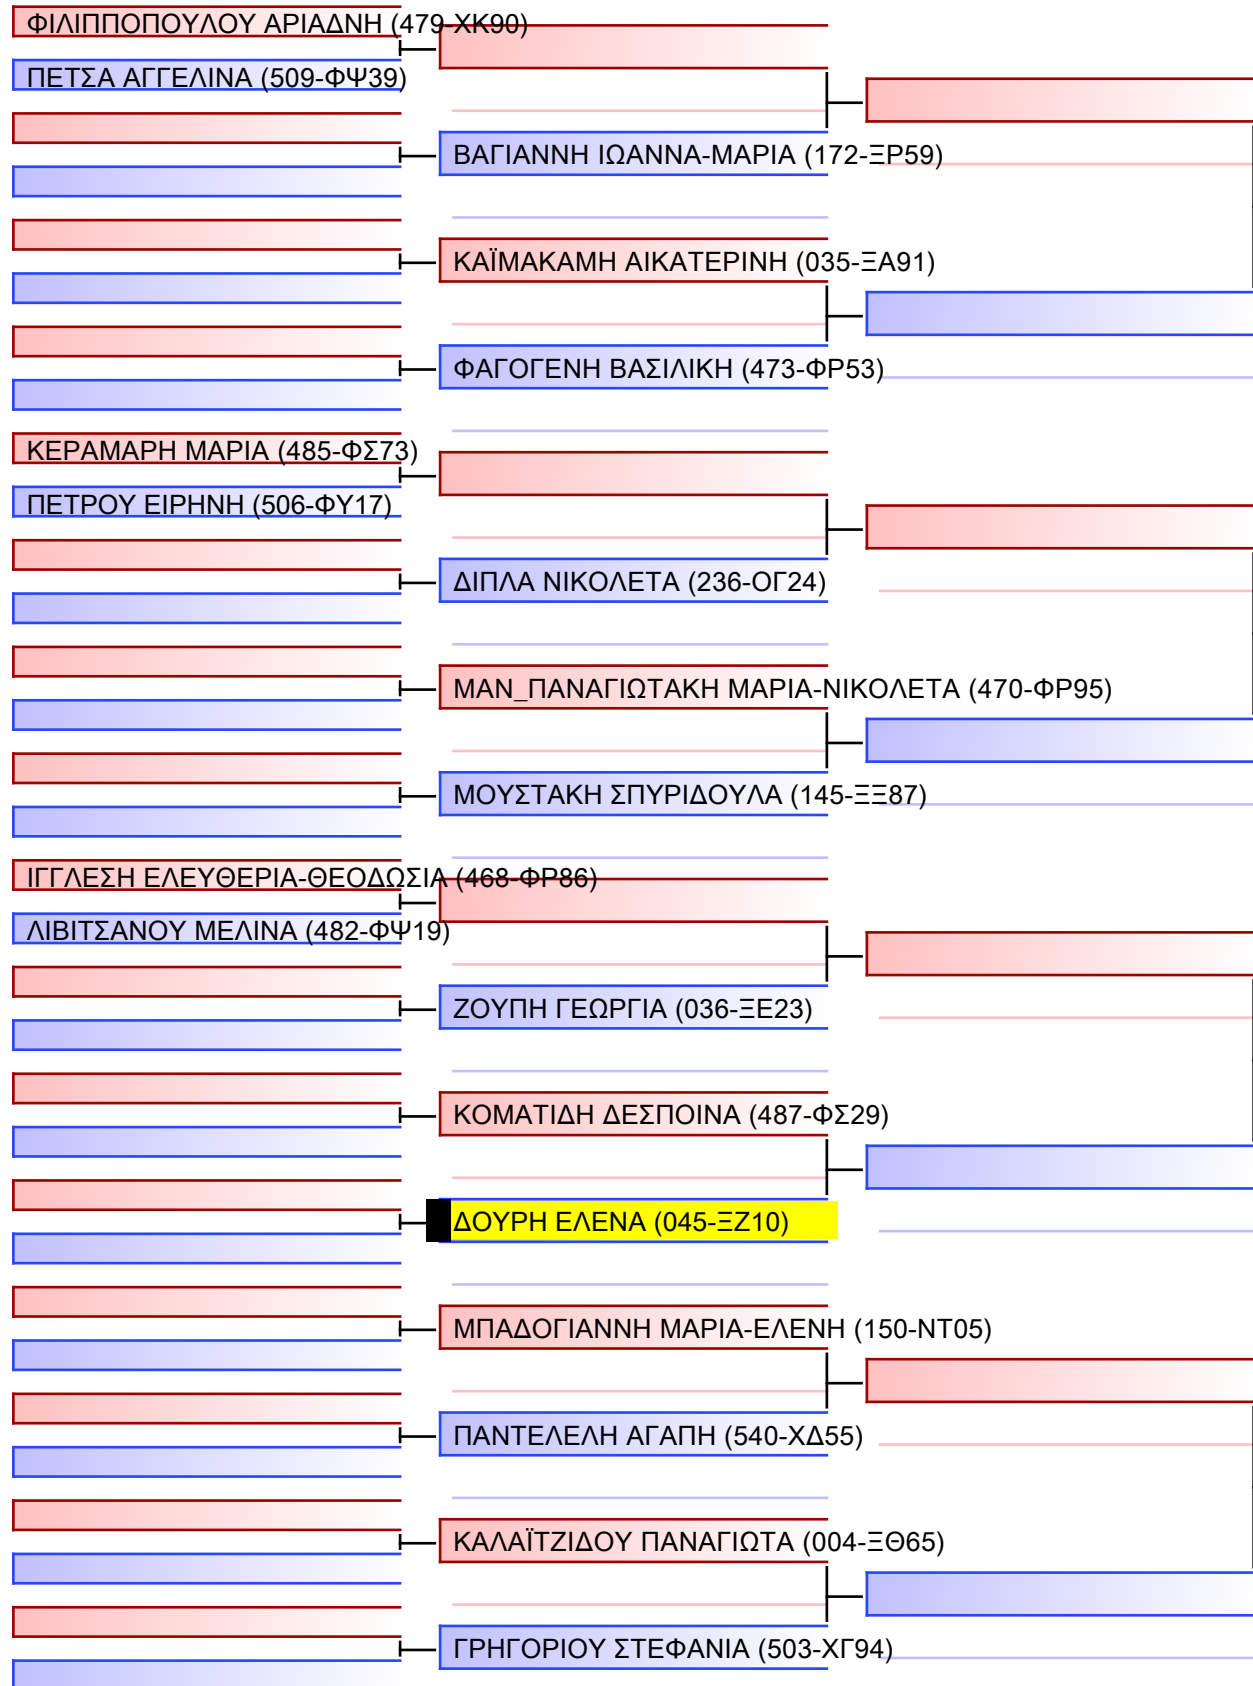 ΦΙΛΙΠΠΟΠΟΥΛΟΥ ΑΡΙΑΔΝΗ (479-ΧΚ90)
ΠΕΤΣΑ ΑΓΓΕΛΙΝΑ (509-ΦΨ39)
ΒΑΓΙΑΝΝΗ ΙΩΑΝΝΑ-ΜΑΡΙΑ (172-ΞΡ59)
ΚΑΪΜΑΚΑΜΗ ΑΙΚΑΤΕΡΙΝΗ (035-ΞΑ91)
ΦΑΓΟΓΕΝΗ ΒΑΣΙΛΙΚΗ (473-ΦΡ53)
ΚΕΡΑΜΑΡΗ ΜΑΡΙΑ (485-ΦΣ73)
ΠΕΤΡΟΥ ΕΙΡΗΝΗ (506-ΦΥ17)
ΔΙΠΛΑ ΝΙΚΟΛΕΤΑ (236-ΟΓ24)
ΜΑΝ_ΠΑΝΑΓΙΩΤΑΚΗ ΜΑΡΙΑ-ΝΙΚΟΛΕΤΑ (470-ΦΡ95)
ΜΟΥΣΤΑΚΗ ΣΠΥΡΙΔΟΥΛΑ (145-ΞΞ87)
ΙΓΓΛΕΣΗ ΕΛΕΥΘΕΡΙΑ-ΘΕΟΔΩΣΙΑ (468-ΦΡ86)
ΛΙΒΙΤΣΑΝΟΥ ΜΕΛΙΝΑ (482-ΦΨ19)
ΖΟΥΠΗ ΓΕΩΡΓΙΑ (036-ΞΕ23)
ΚΟΜΑΤΙΔΗ ΔΕΣΠΟΙΝΑ (487-ΦΣ29)
ΔΟΥΡΗ ΕΛΕΝΑ (045-ΞΖ10)
ΜΠΑΔΟΓΙΑΝΝΗ ΜΑΡΙΑ-ΕΛΕΝΗ (150-ΝΤ05)
ΠΑΝΤΕΛΕΛΗ ΑΓΑΠΗ (540-ΧΔ55)
ΚΑΛΑΪΤΖΙΔΟΥ ΠΑΝΑΓΙΩΤΑ (004-ΞΘ65)
ΓΡΗΓΟΡΙΟΥ ΣΤΕΦΑΝΙΑ (503-ΧΓ94)